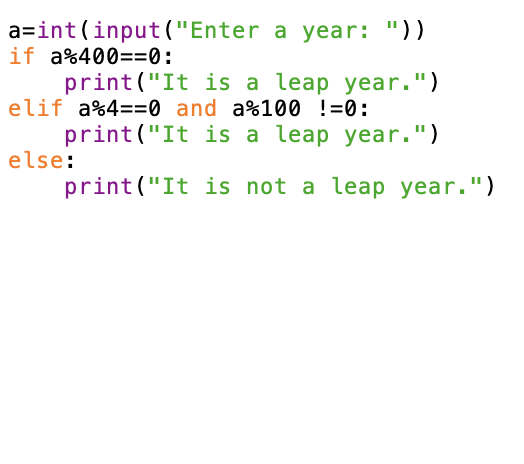 a=int(input("Enter a year: "))
if a%400==0:
    print("It is a leap year.")
elif a%4==0 and a%100 !=0:
    print("It is a leap year.")
else:
    print("It is not a leap year.")